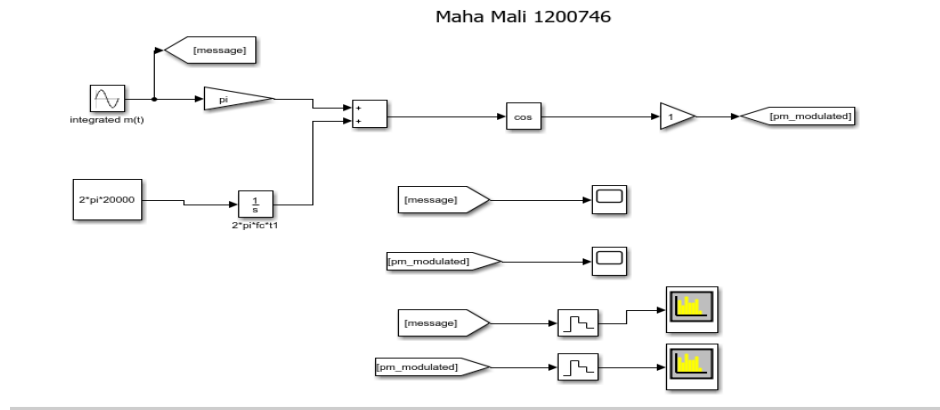 Maha Mali 1200746
[message]
pi
integrated m(t)
+
+
cos
1
[pm_modulated]
2*pi*20000
1
s
2*pi*fc*t1
[message]
[pm_modulated]
[message]
[pm_modulated]